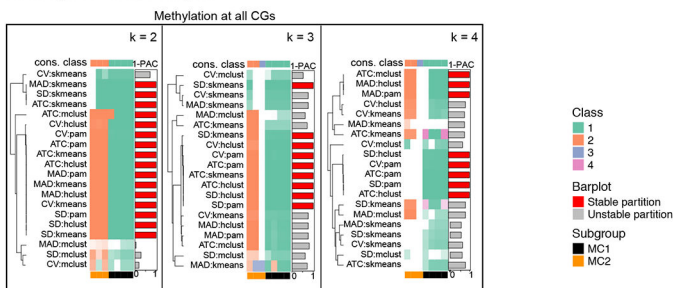 Methylation at all CGs
k = 2
cons. class 1-PAC
CV:skmeans
MAD:skmeans
SD:skmeans
ATC:skmeans
ATC:mclust
CV:hclust
CV:pam
ATC:pam
ATC:kmeans
ATC:hclust
MAD:pam
MAD:kmeans
MAD:hclust
CV:kmeans
SD:pam
SD:hclust
SD:kmeans
MAD:mclust
SD:mclust
CV:mclust
0 1
k = 3
cons. class 1-PAC
CV:mclust
SD:skmeans
CV:skmeans
MAD:skmeans
MAD:mclust
ATC:kmeans
SD:kmeans
CV:hclust
CV:pam
ATC:pam
ATC:skmeans
ATC:hclust
SD:hclust
SD:pam
CV:kmeans
MAD:hclust
MAD:pam
ATC:mclust
SD:mclust
MAD:kmeans
0 1
k = 4
cons. class 1-PAC
ATC:mclust
MAD:hclust
MAD:pam
CV:hclust
CV:kmeans
MAD:kmeans
ATC:kmeans
CV:mclust
SD:hclust
CV:pam
ATC:pam
SD:pam
ATC:hclust
SD:kmeans
MAD:mclust
MAD:skmeans
SD:mclust
CV:skmeans
SD:skmeans
ATC:skmeans
0 1
Class
1
2
3
4
Barplot
Stable partition
Unstable partition
Subgroup
MC1
MC2